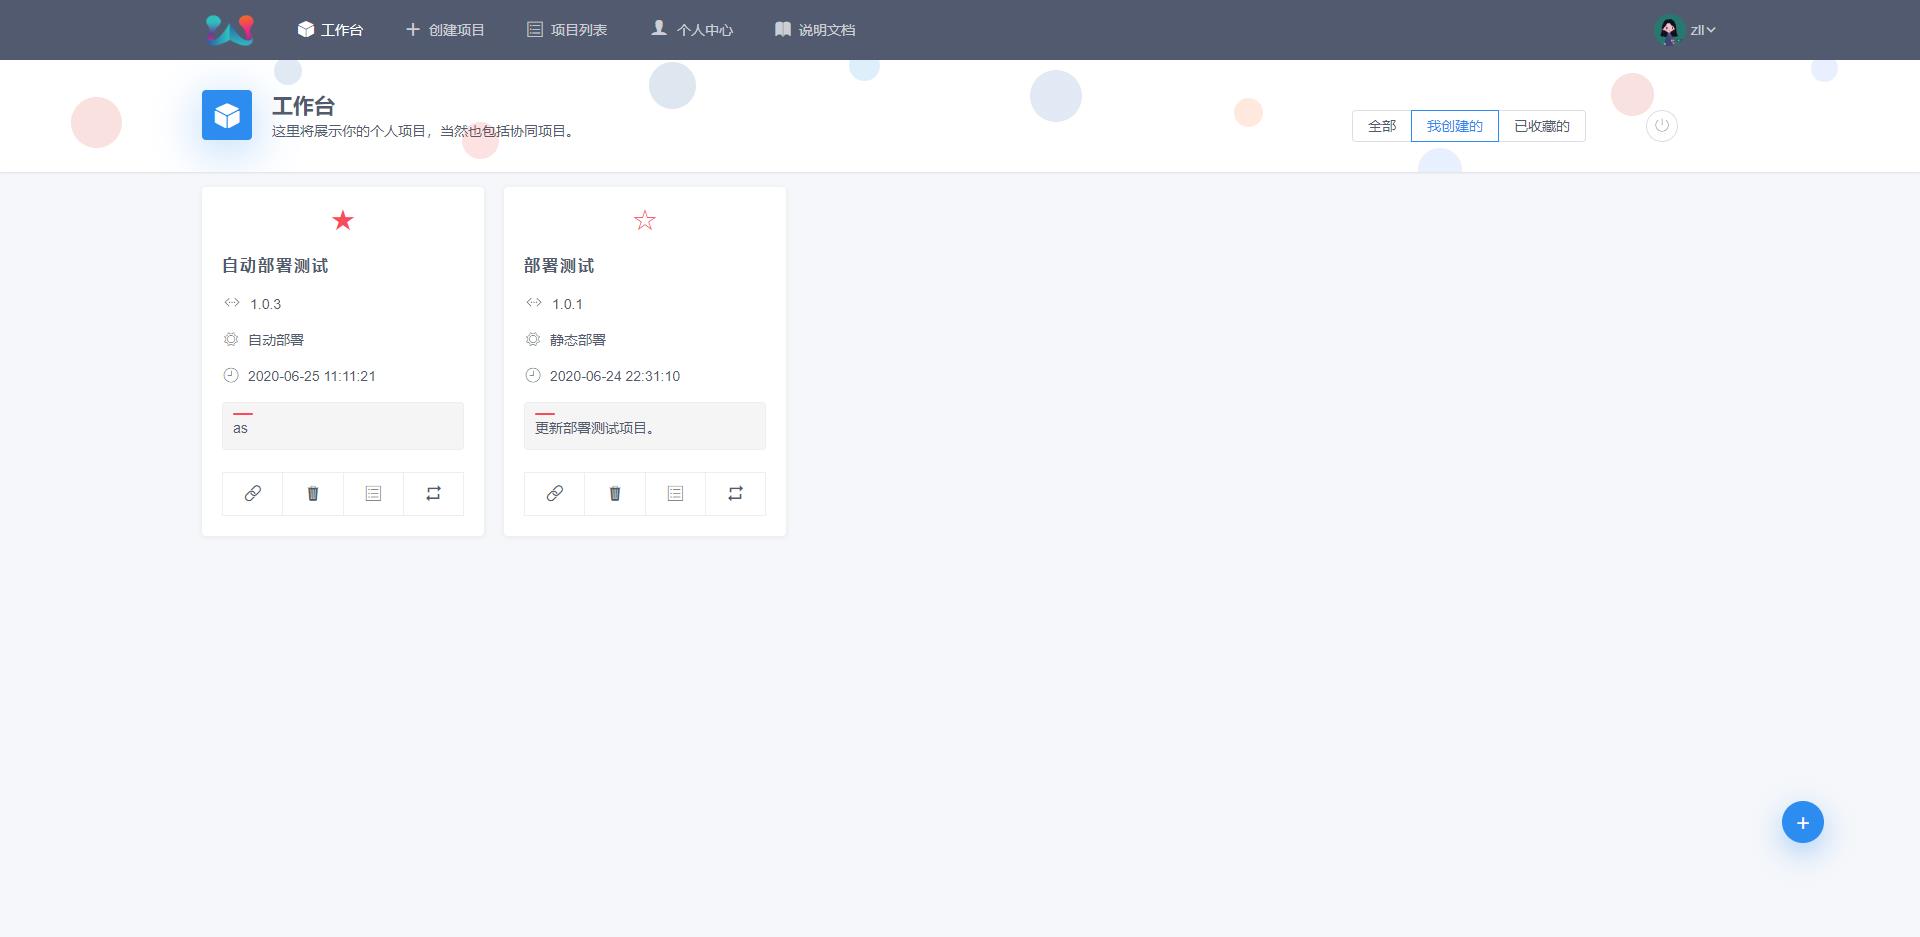 工作台 创建项目 项目列表 个人中心 说明文档 zll
工作台
这里将展示你的个人项目，当然也包括协同项目。
全部 我创建的 已收藏的
自动部署测试
1.0.3
自动部署
2020-06-25 11:11:21
as
部署测试
1.0.1
静态部署
2020-06-24 22:31:10
更新部署测试项目。